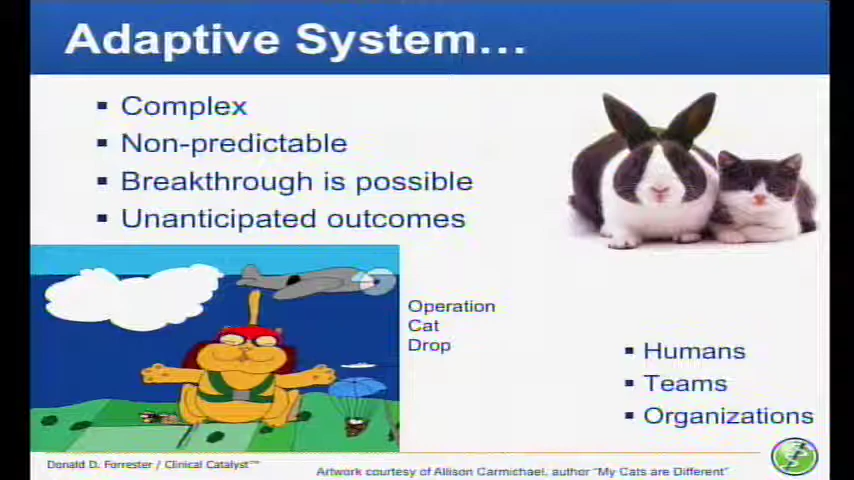 Adaptive System…
Complex
Non-predictable
Breakthrough is possible
Unanticipated outcomes
Operation
Cat
Drop
Humans
Teams
Organizations
Donald D. Forrester / Clinical Catalyst™
Artwork courtesy of Allison Carmichael, author "My Cats are Different"